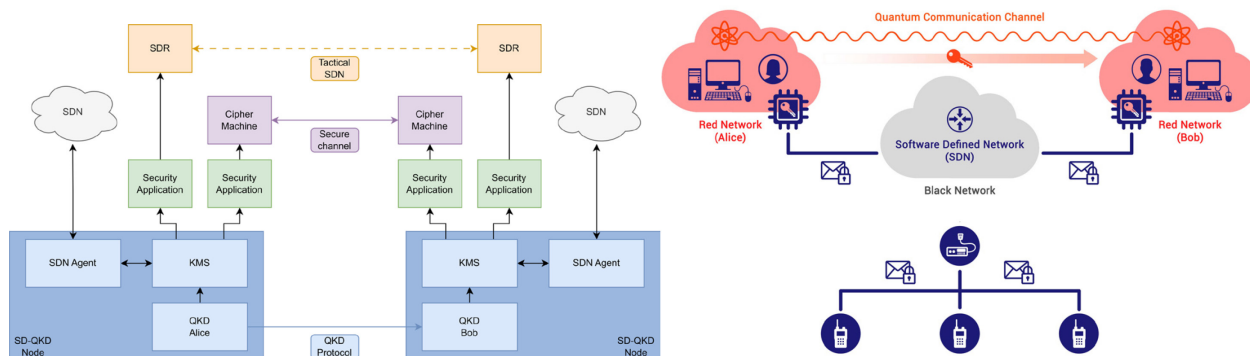 SDR
SDR
Tactical
SDN
SDN
Cipher
Machine
Secure
channel
Cipher
Machine
SDN
Security
Application
Security
Application
Security
Application
Security
Application
SDN Agent
KMS
KMS
SDN Agent
QKD
Alice
QKD
Bob
SD-QKD
Node
QKD
Protocol
SD-QKD
Node
Quantum Communication Channel
Red Network
(Alice)
Software Defined Network
(SDN)
Black Network
Red Network
(Bob)